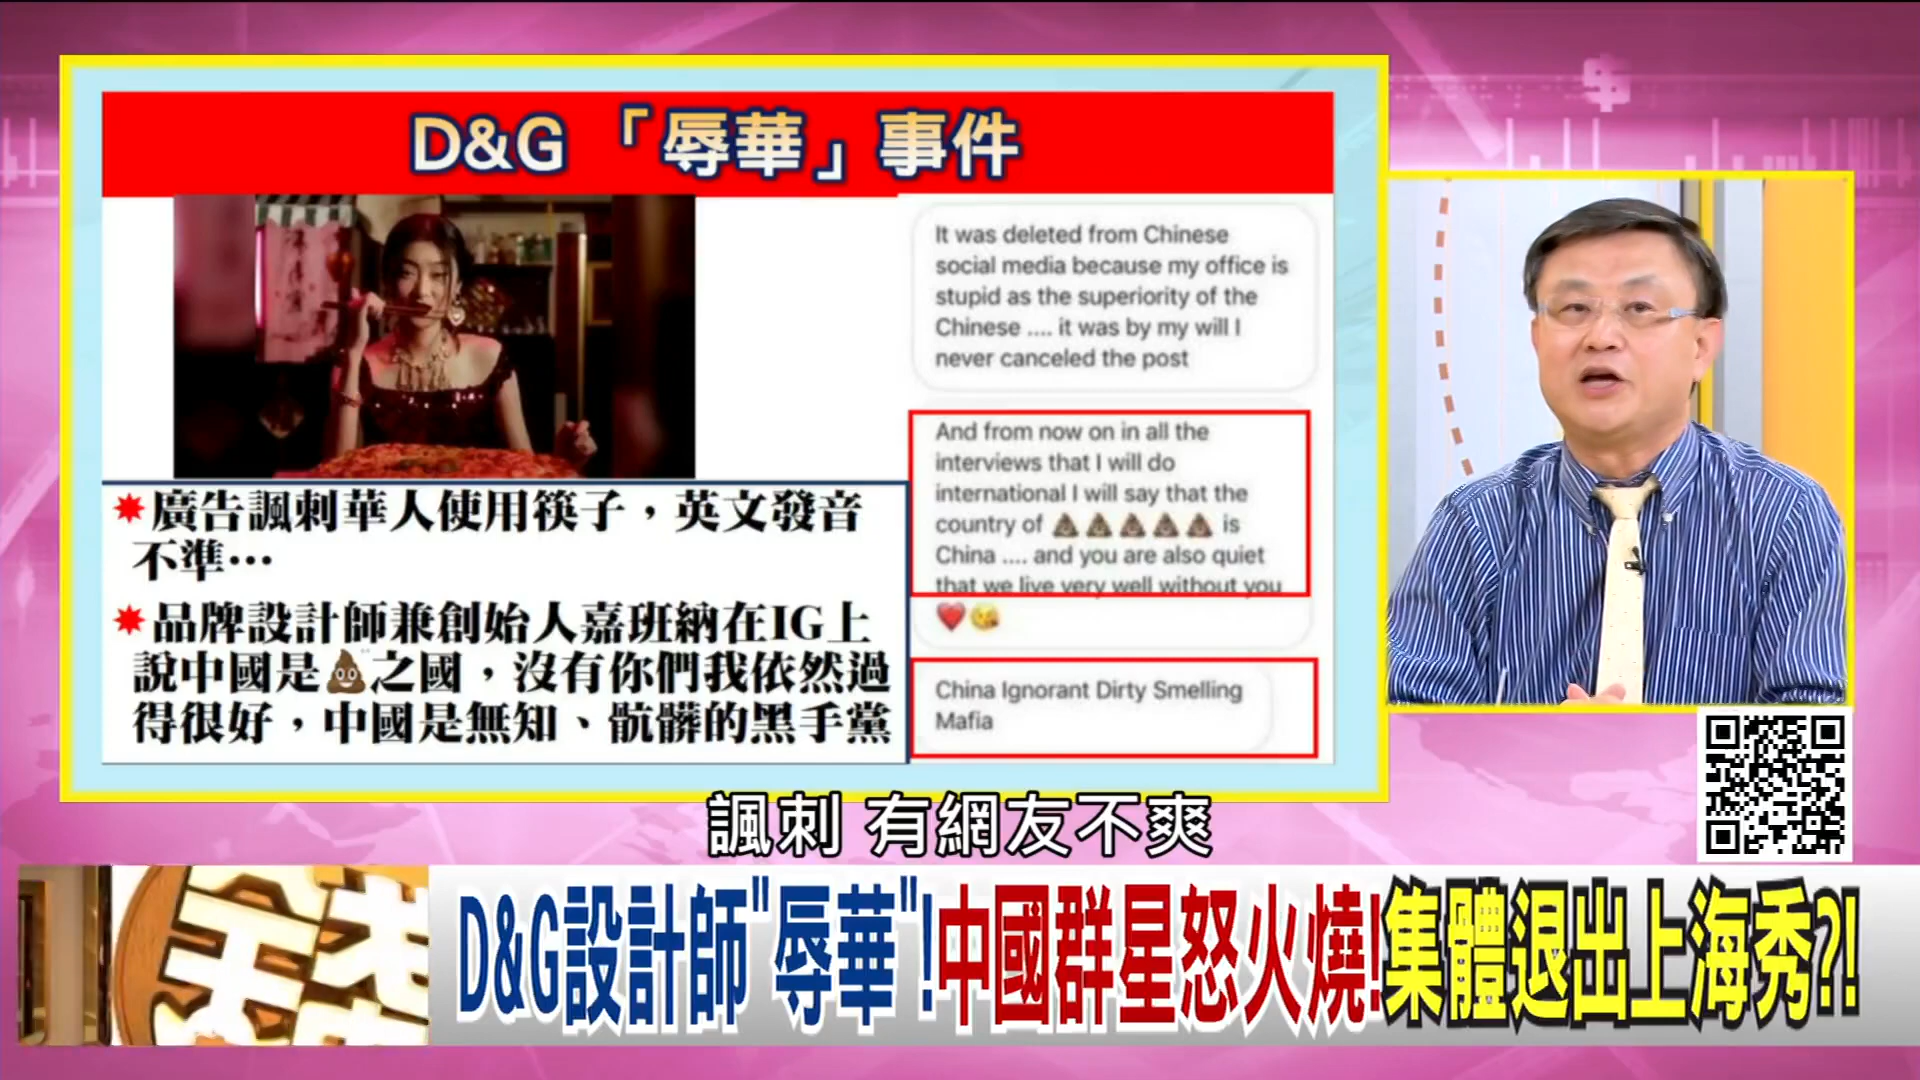 D&G「辱華」事件
It was deleted from Chinese
social media because my office is
stupid as the superiority of the
Chinese .... it was by my will I
never canceled the post
And from now on in all the
interviews that I will do
international I will say that the
country of 💩💩💩💩💩 is
China .... and you are also quiet
that we live very well without you
❤️😘
China Ignorant Dirty Smelling
Mafia
廣告諷刺華人使用筷子，英文發音
不準…
品牌設計師兼創始人嘉班納在IG上
說中國是💩之國，沒有你們我依然過
得很好，中國是無知、骯髒的黑手黨
諷刺 有網友不爽
D&G設計師"辱華"!中國群星怒火燒!集體退出上海秀?!